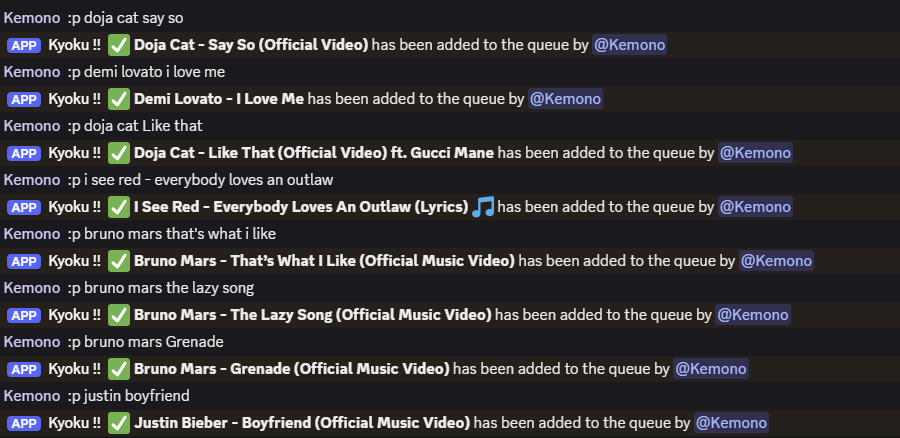 Kemono :p doja cat say so
APP Kyoku !! ✅ Doja Cat - Say So (Official Video) has been added to the queue by @Kemono
Kemono :p demi lovato i love me
APP Kyoku !! ✅ Demi Lovato - I Love Me has been added to the queue by @Kemono
Kemono :p doja cat Like that
APP Kyoku !! ✅ Doja Cat - Like That (Official Video) ft. Gucci Mane has been added to the queue by @Kemono
Kemono :p i see red - everybody loves an outlaw
APP Kyoku !! ✅ I See Red - Everybody Loves An Outlaw (Lyrics) 🎵 has been added to the queue by @Kemono
Kemono :p bruno mars that's what i like
APP Kyoku !! ✅ Bruno Mars - That’s What I Like (Official Music Video) has been added to the queue by @Kemono
Kemono :p bruno mars the lazy song
APP Kyoku !! ✅ Bruno Mars - The Lazy Song (Official Music Video) has been added to the queue by @Kemono
Kemono :p bruno mars Grenade
APP Kyoku !! ✅ Bruno Mars - Grenade (Official Music Video) has been added to the queue by @Kemono
Kemono :p justin boyfriend
APP Kyoku !! ✅ Justin Bieber - Boyfriend (Official Music Video) has been added to the queue by @Kemono